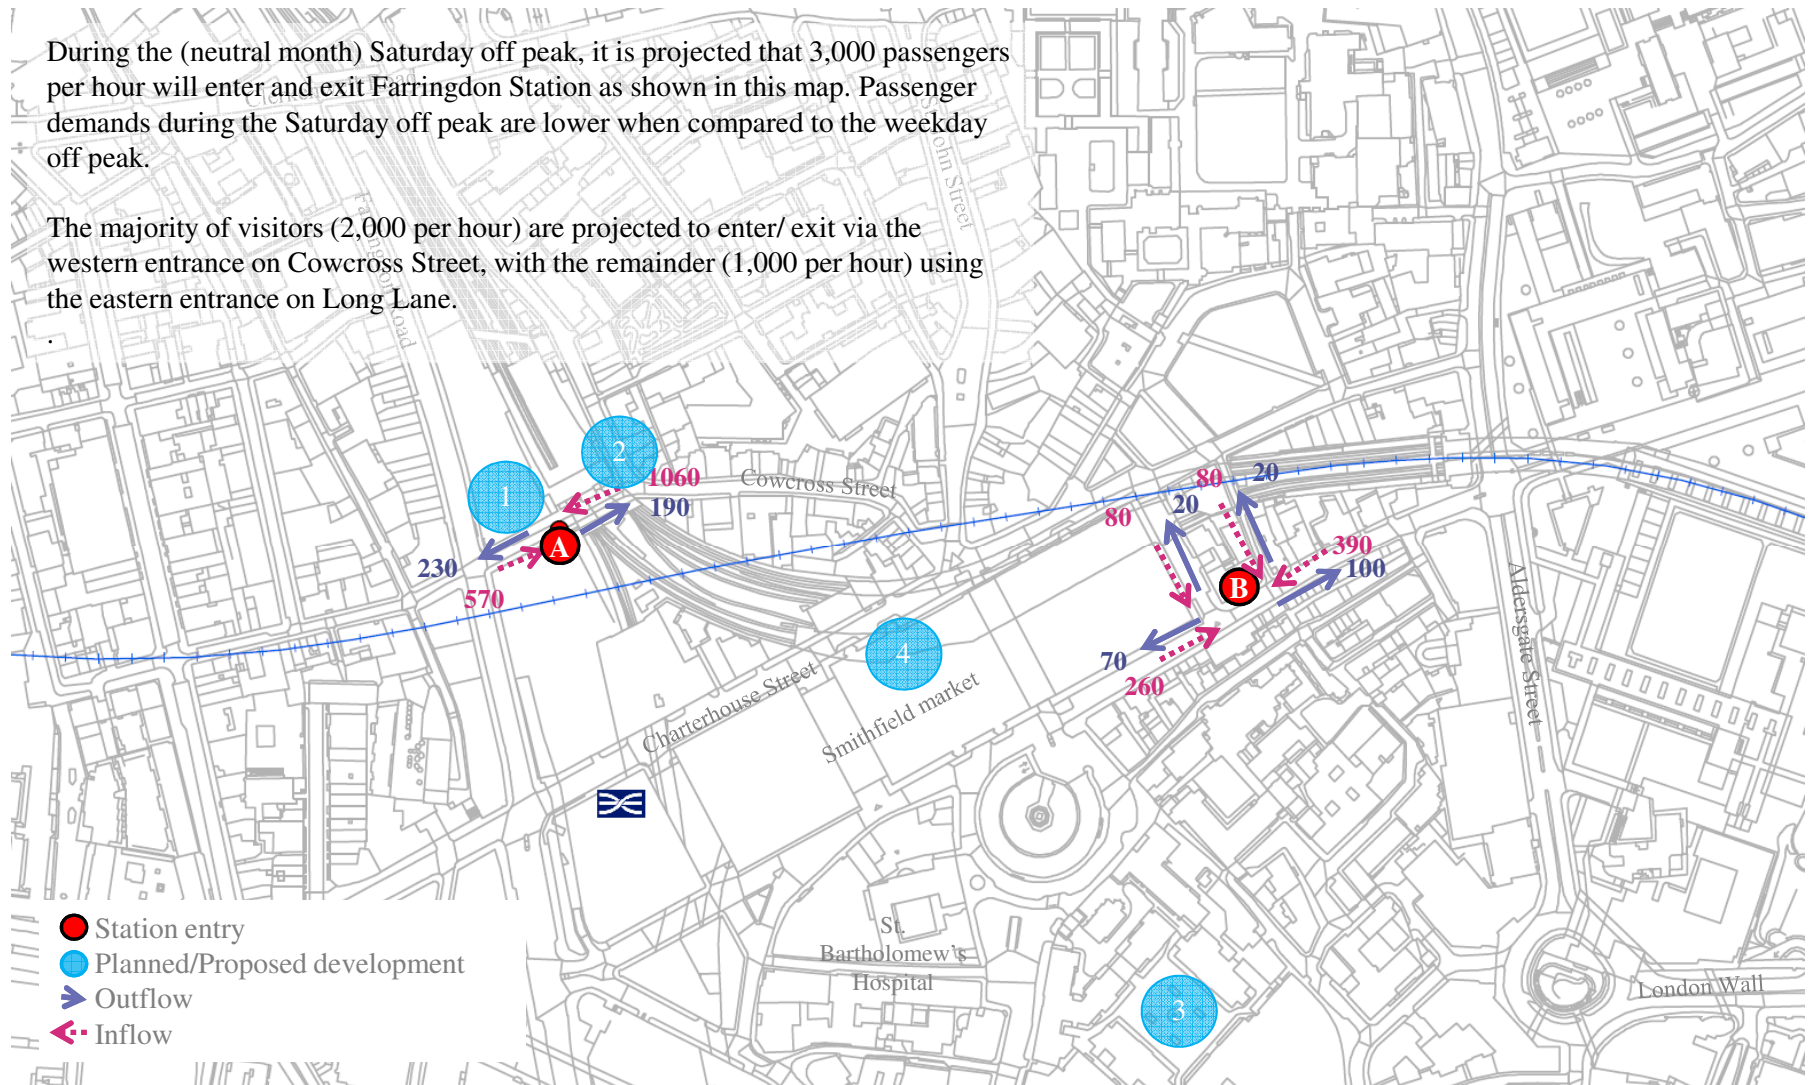 During the (neutral month) Saturday off peak, it is projected that 3,000 passengers
per hour will enter and exit Farringdon Station as shown in this map. Passenger
demands during the Saturday off peak are lower when compared to the weekday
off peak.
The majority of visitors (2,000 per hour) are projected to enter/ exit via the
western entrance on Cowcross Street, with the remainder (1,000 per hour) using
the eastern entrance on Long Lane.
.
St John Street
Farringdon Road
2
1060
190
Cowcross Street
1
A
230
570
80
20
80
20
390
100
B
70
260
Aldersgate Street
4
Charterhouse Street
Smithfield market
St.
Bartholomew's
Hospital
3
London Wall
Station entry
Planned/Proposed development
Outflow
Inflow